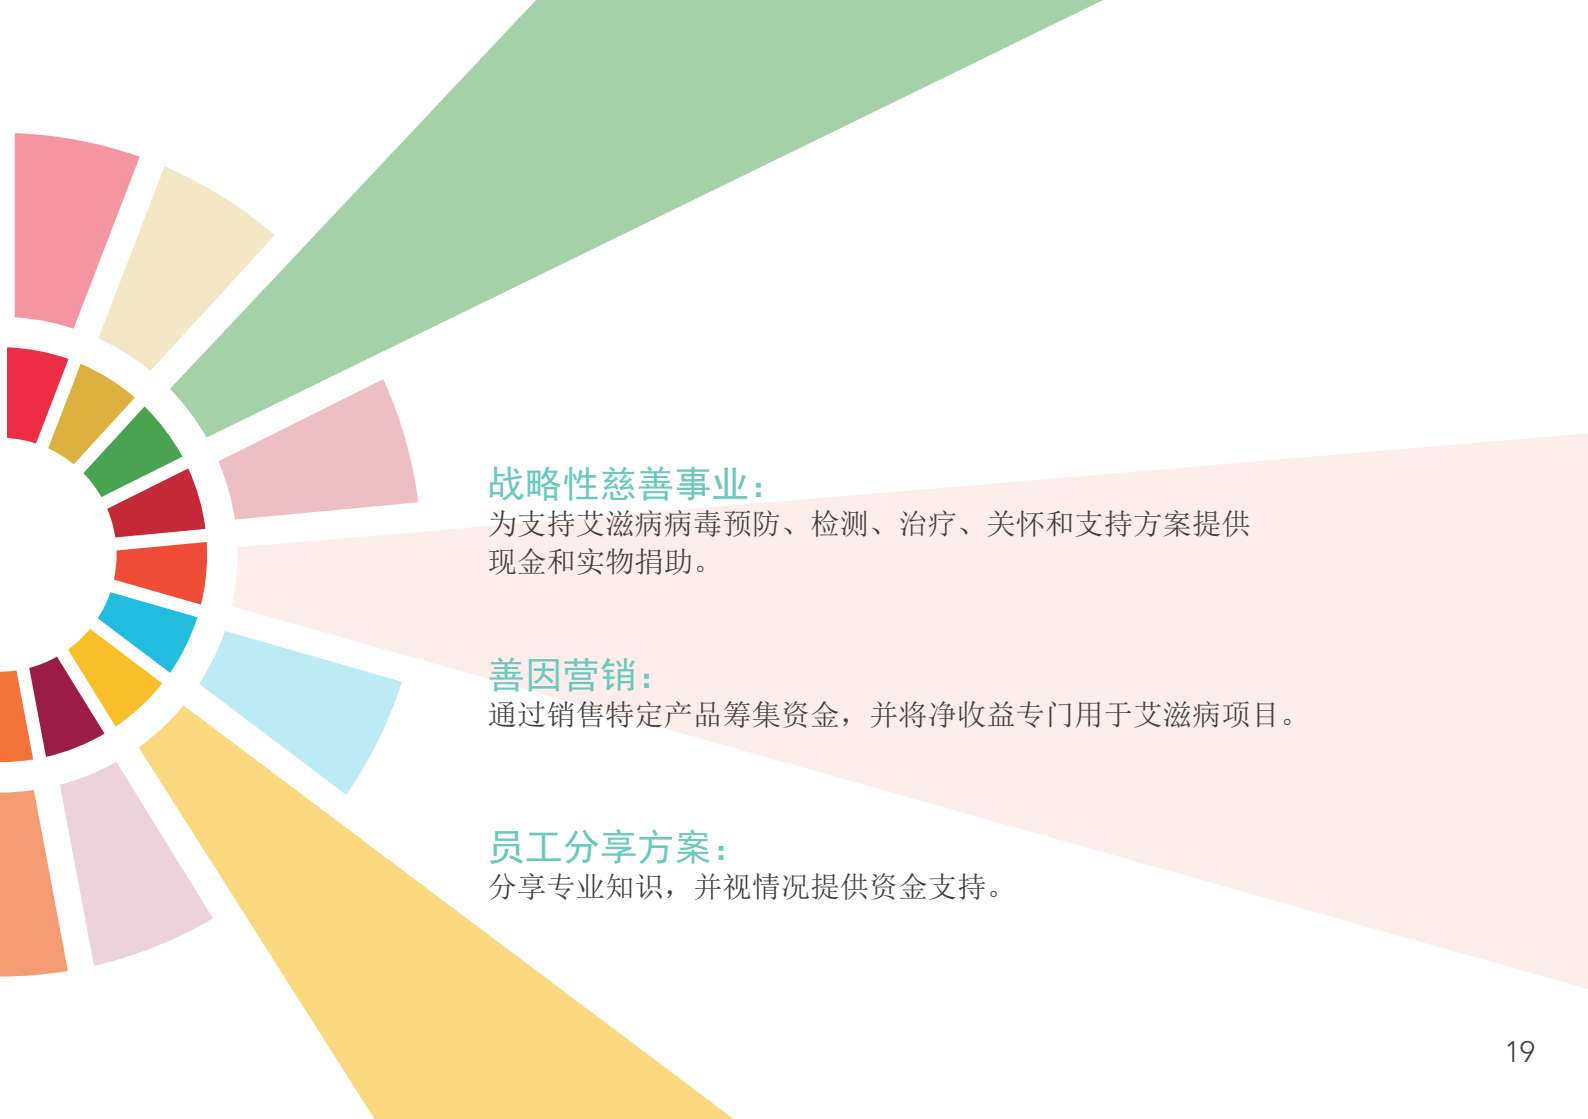 战略性慈善事业：
为支持艾滋病病毒预防、检测、治疗、关怀和支持方案提供
现金和实物捐助。
善因营销：
通过销售特定产品筹集资金，并将净收益专门用于艾滋病项目。
员工分享方案：
分享专业知识，并视情况提供资金支持。
19